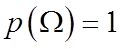 p(Ω) = 1